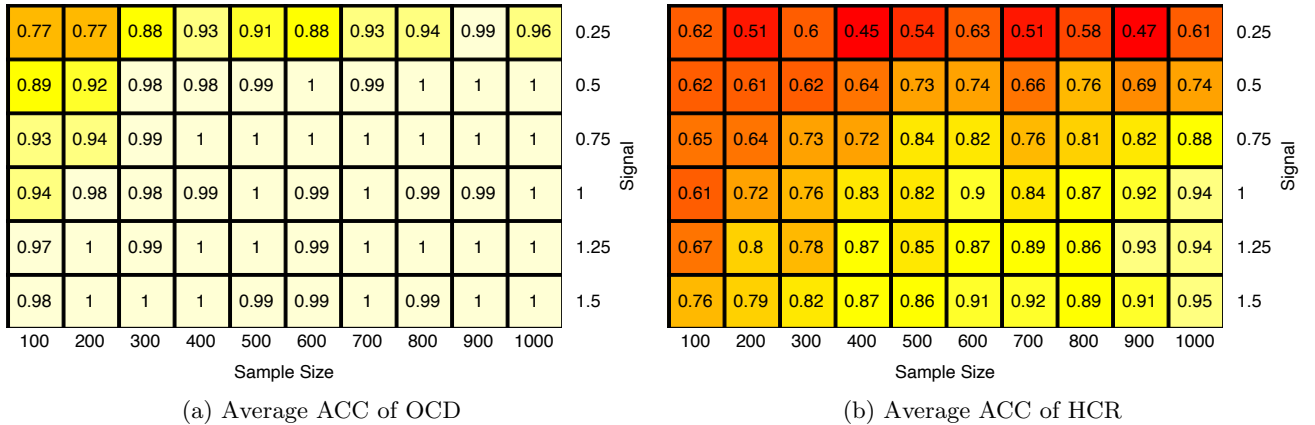 0.77 0.77 0.88 0.93 0.91 0.88 0.93 0.94 0.99 0.96 0.25
0.89 0.92 0.98 0.98 0.99 1 0.99 1 1 1 0.5
0.93 0.94 0.99 1 1 1 1 1 1 1 0.75
0.94 0.98 0.98 0.99 1 0.99 1 0.99 0.99 1 1
0.97 1 0.99 1 1 0.99 1 1 1 1 1.25
0.98 1 1 1 0.99 0.99 1 0.99 1 1 1.5
100 200 300 400 500 600 700 800 900 1000
Signal
Sample Size
(a) Average ACC of OCD
0.62 0.51 0.6 0.45 0.54 0.63 0.51 0.58 0.47 0.61 0.25
0.62 0.61 0.62 0.64 0.73 0.74 0.66 0.76 0.69 0.74 0.5
0.65 0.64 0.73 0.72 0.84 0.82 0.76 0.81 0.82 0.88 0.75
0.61 0.72 0.76 0.83 0.82 0.9 0.84 0.87 0.92 0.94 1
0.67 0.8 0.78 0.87 0.85 0.87 0.89 0.86 0.93 0.94 1.25
0.76 0.79 0.82 0.87 0.86 0.91 0.92 0.89 0.91 0.95 1.5
100 200 300 400 500 600 700 800 900 1000
Signal
Sample Size
(b) Average ACC of HCR